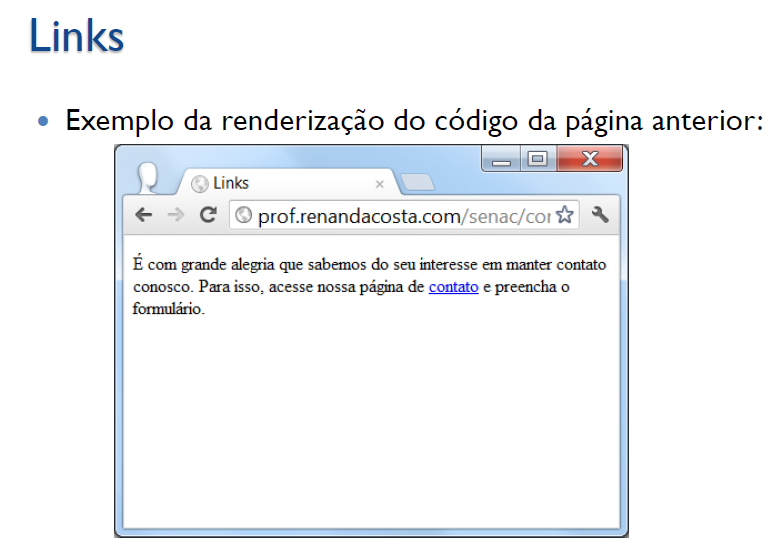 Links
Exemplo da renderização do código da página anterior:
Links
prof.renandacosta.com/senac/cor
É com grande alegria que sabemos do seu interesse em manter contato
conosco. Para isso, acesse nossa página de contato e preencha o
formulário.